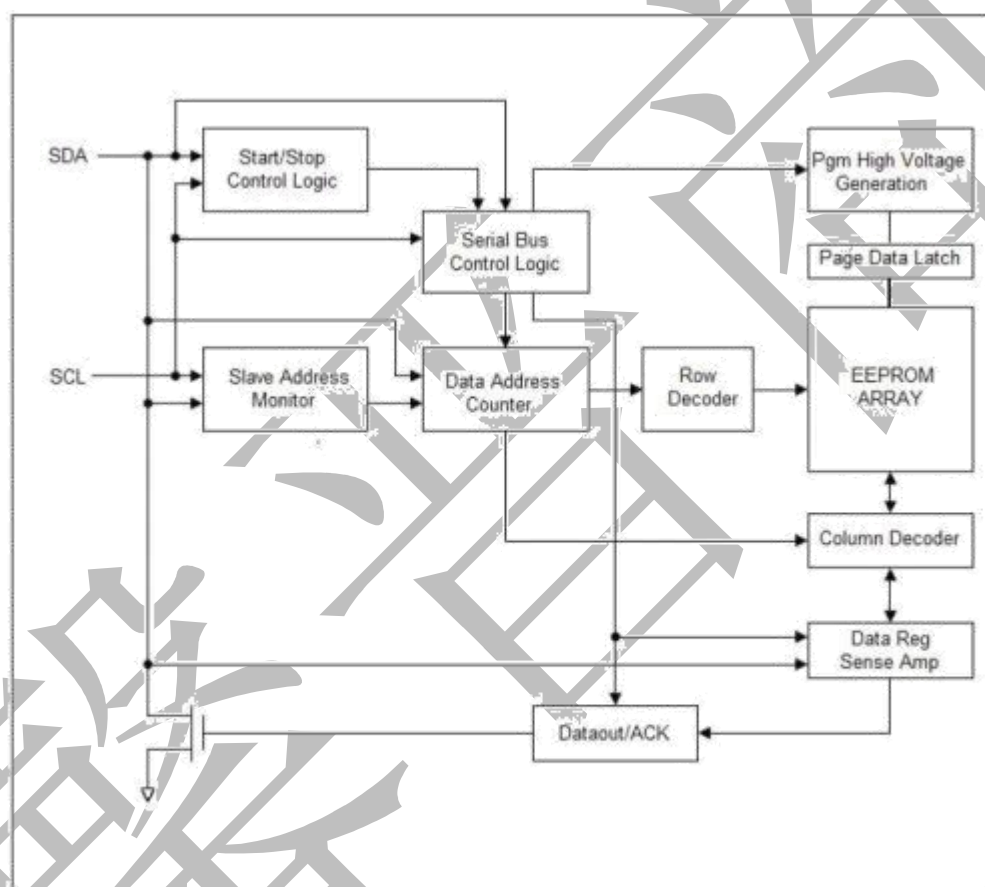 SDA
Start/Stop
Control Logic
Pgm High Voltage
Generation
Serial Bus
Control Logic
Page Data Latch
SCL
Slave Address
Monitor
Data Address
Counter
Row
Decoder
EEPROM
ARRAY
Column Decoder
Data Reg
Sense Amp
Dataout/ACK